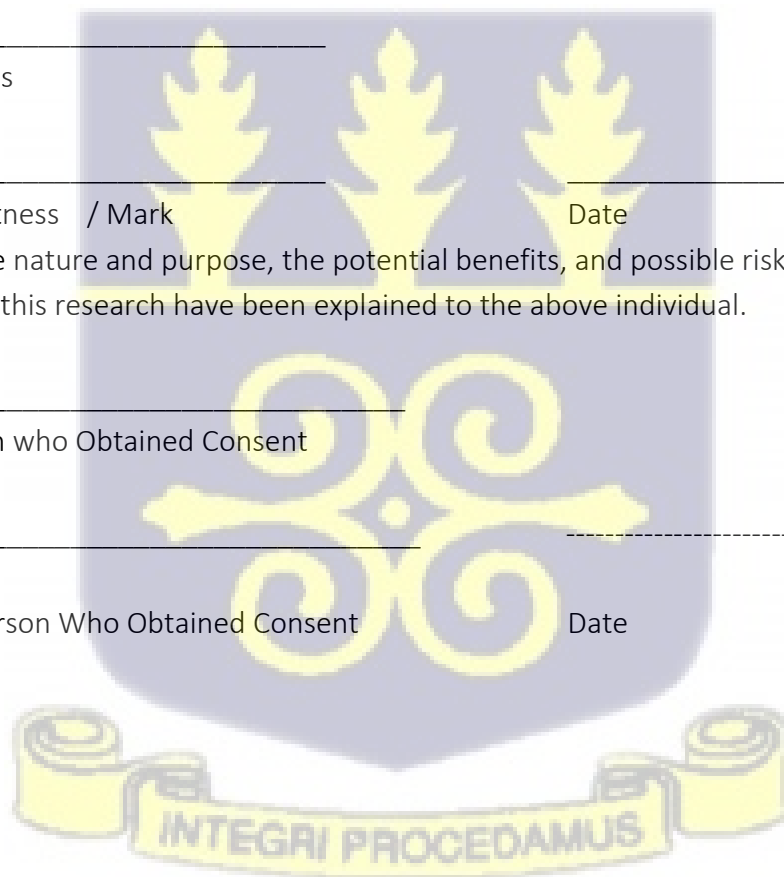 s
tness / Mark
Date
e nature and purpose, the potential benefits, and possible risk
this research have been explained to the above individual.
n who Obtained Consent
rson Who Obtained Consent
Date
INTEGRI PROCEDAMUS